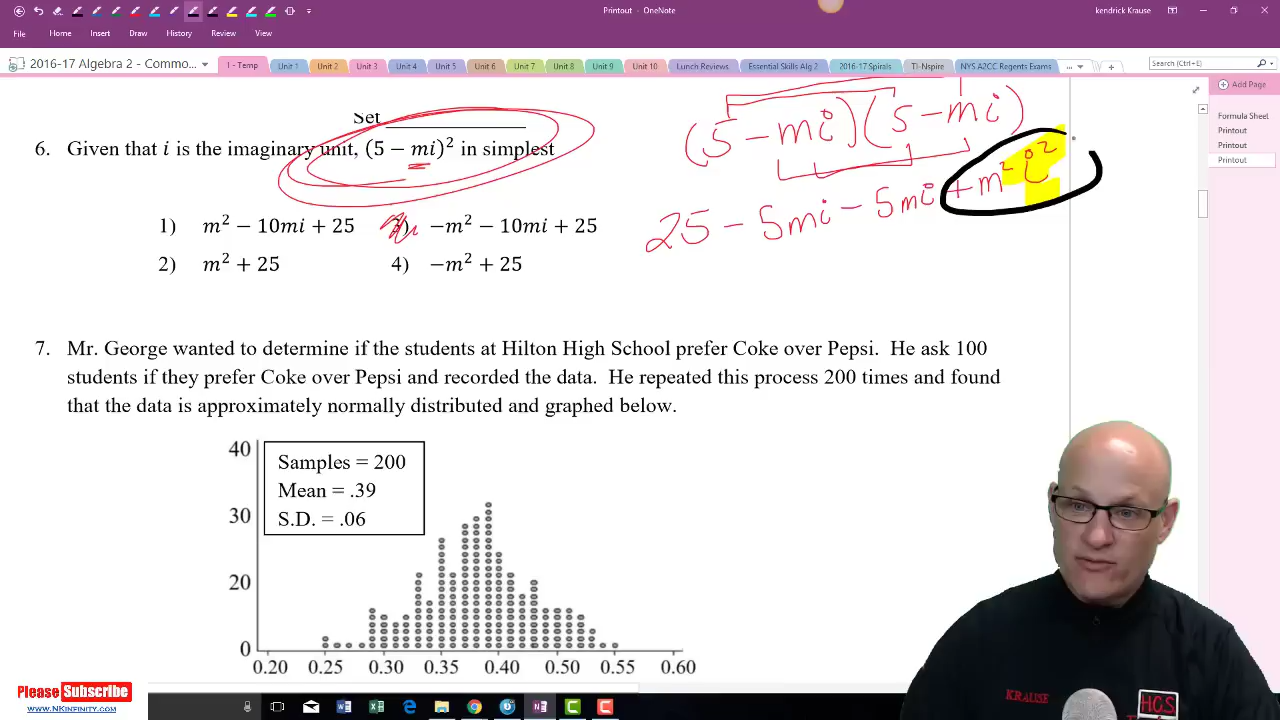 Printout - OneNote
kendrick Krause
File Home Insert Draw History Review View
2016-17 Algebra 2 - Commo...
I - Temp Unit 1 Unit 2 Unit 3 Unit 4 Unit 5 Unit 6 Unit 7 Unit 8 Unit 9 Unit 10 Lunch Reviews Essential Skills Alg 2 2016-17 Spirals TI-Nspire NYS A2CC Regents Exams ... +
Search (Ctrl+E)
Add Page
Formula Sheet
Printout
Printout
Printout
Set
6. Given that i is the imaginary unit, (5 − mi)² in simplest
1) m² − 10mi + 25 −m² − 10mi + 25
2) m² + 25 4) −m² + 25
(5 - mi)(5 - mi)
25 - 5mi - 5mi + m² i²
7. Mr. George wanted to determine if the students at Hilton High School prefer Coke over Pepsi. He ask 100
students if they prefer Coke over Pepsi and recorded the data. He repeated this process 200 times and found
that the data is approximately normally distributed and graphed below.
Samples = 200
Mean = .39
S.D. = .06
40
30
20
0
0.20 0.25 0.30 0.35 0.40 0.50 0.55 0.60
Please Subscribe
www.NKinfinity.com
KRAUSE
HCS